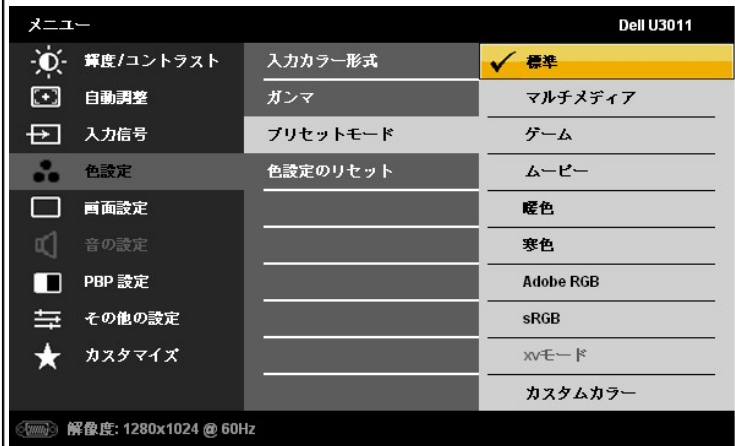 メニュー
Dell U3011
輝度/コントラスト
自動調整
入力信号
色設定
画面設定
音の設定
PBP 設定
その他の設定
カスタマイズ
入力カラー形式
ガンマ
プリセットモード
色設定のリセット
標準
マルチメディア
ゲーム
ムービー
暖色
寒色
Adobe RGB
sRGB
xvモード
カスタムカラー
解像度: 1280x1024 @ 60Hz